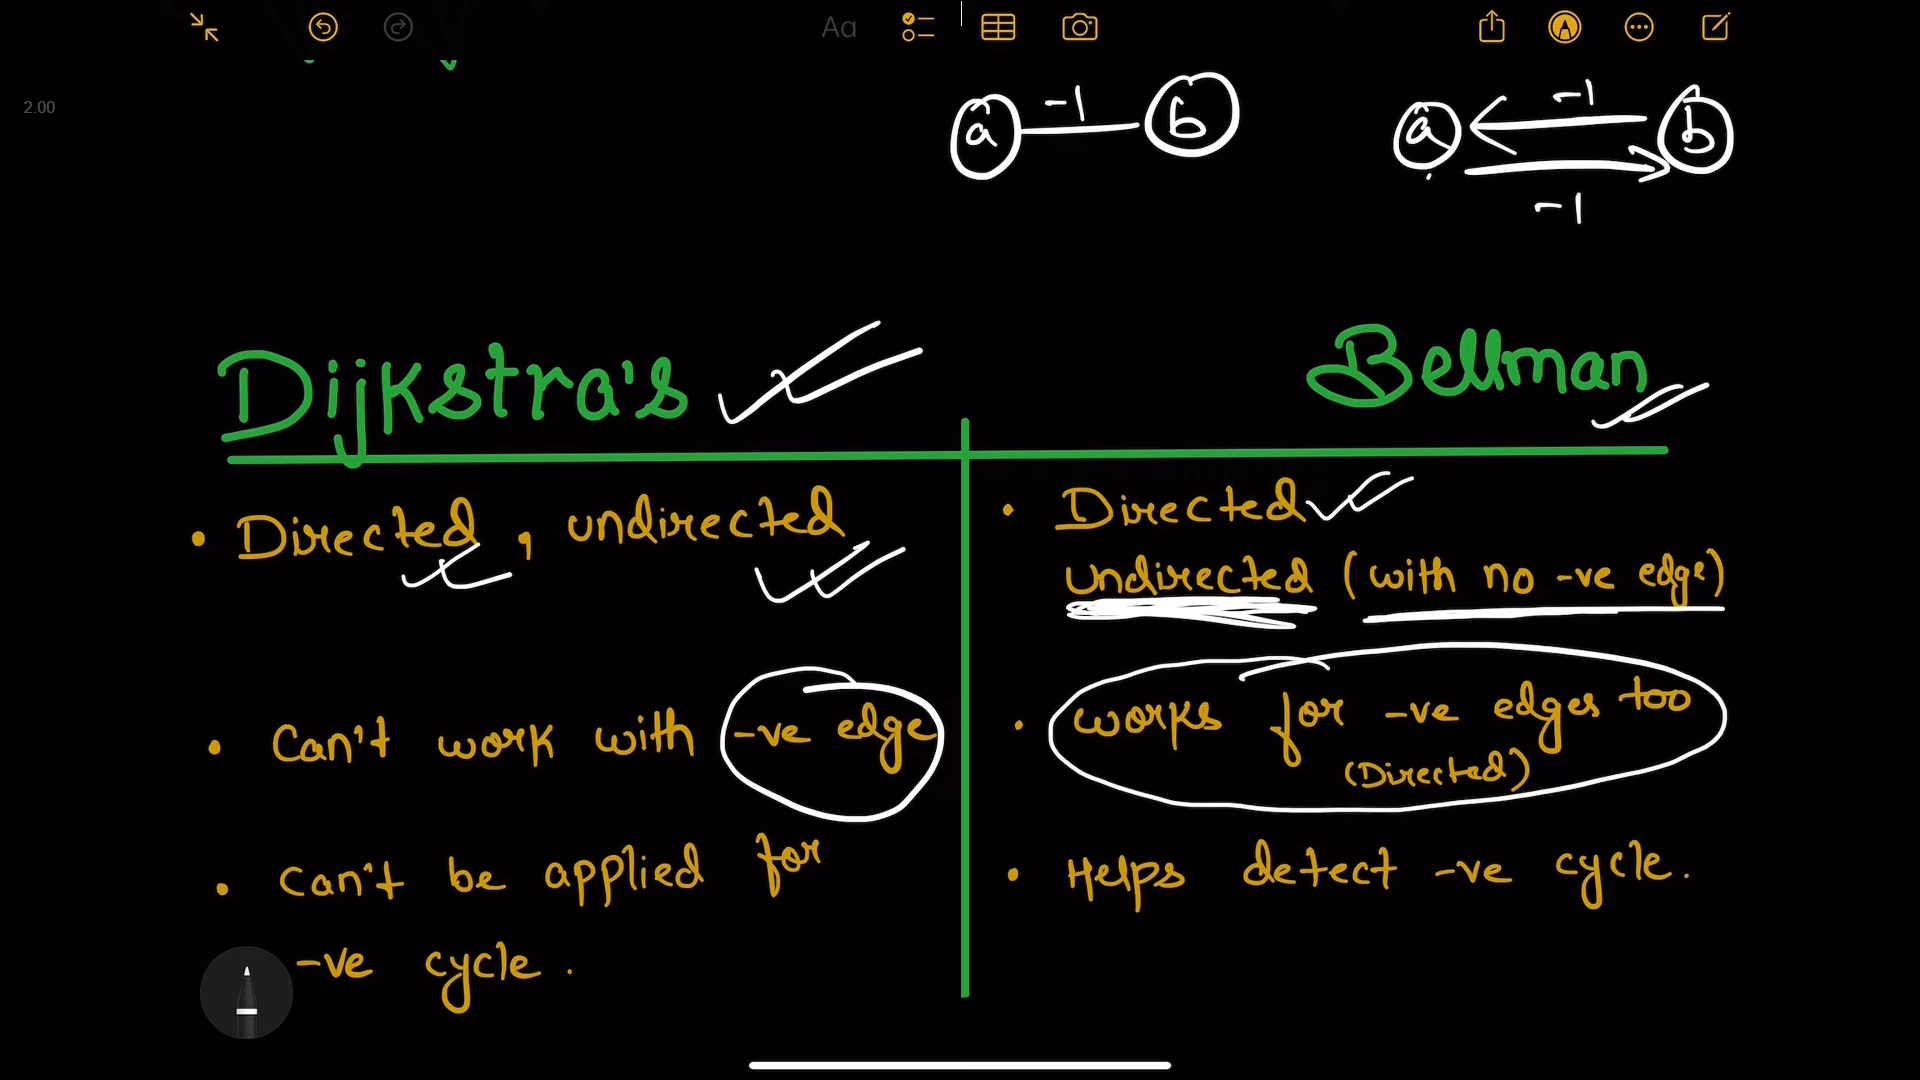 Aa
2.00
a -1 b
a -1 b
-1
Dijkstra's
Bellman
• Directed, undirected
• Can't work with -ve edge
• Can't be applied for
-ve cycle.
• Directed
undirected (with no -ve edge)
• works for -ve edges too
(Directed)
• Helps detect -ve cycle.